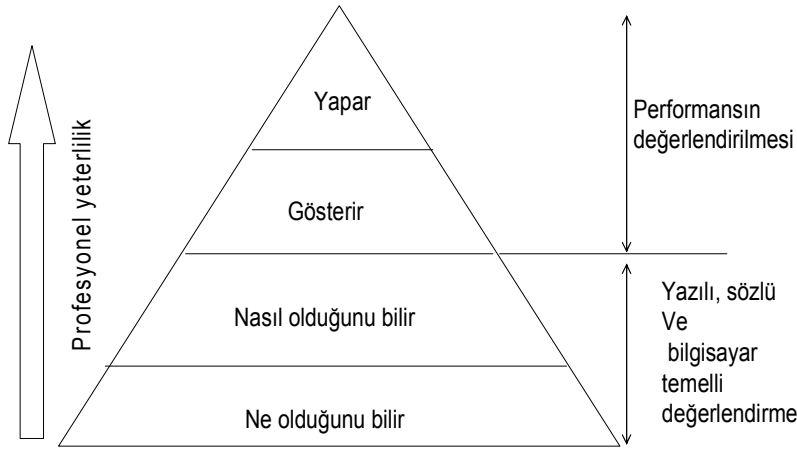 Yapar
Gösterir
Nasıl olduğunu bilir
Ne olduğunu bilir
Profesyonel yeterlilik
Performansın
değerlendirilmesi
Yazılı, sözlü
Ve
bilgisayar
temelli
değerlendirme